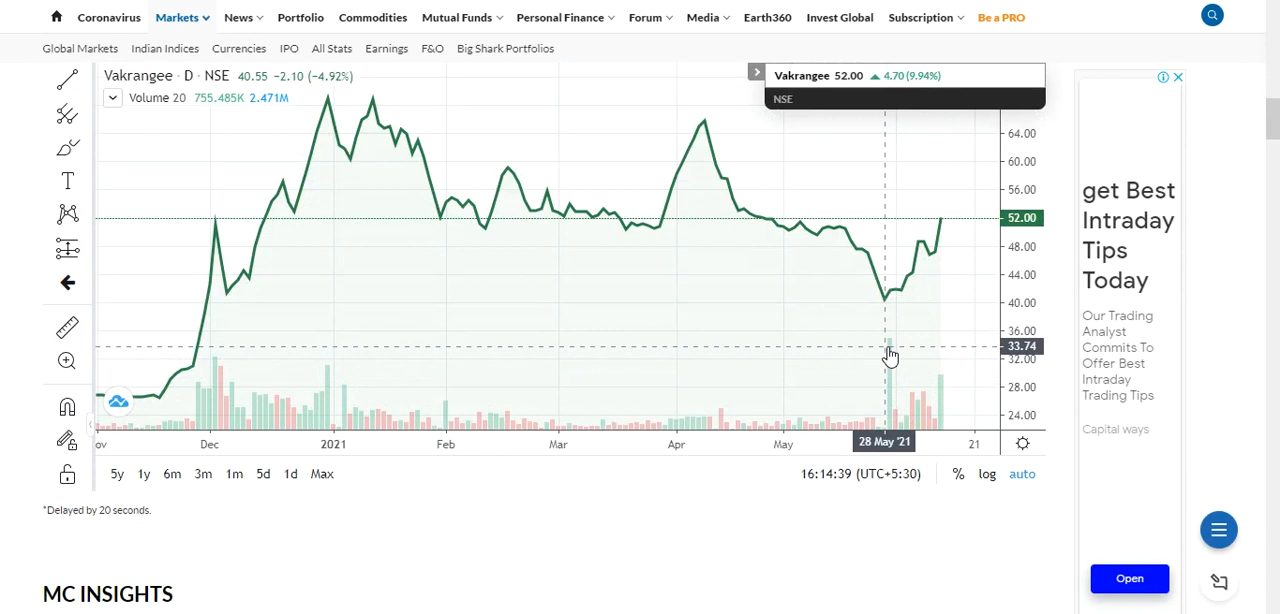 Coronavirus Markets News Portfolio Commodities Mutual Funds Personal Finance Forum Media Earth360 Invest Global Subscription Be a PRO
Global Markets Indian Indices Currencies IPO All Stats Earnings F&O Big Shark Portfolios
Vakrangee · D · NSE 40.55 −2.10 (−4.92%)
Volume 20 755.485K 2.471M
Vakrangee 52.00 4.70 (9.94%)
NSE
64.00
60.00
56.00
52.00
48.00
44.00
40.00
36.00
33.74
32.00
28.00
24.00
ov Dec 2021 Feb Mar Apr May 28 May '21 21
5y 1y 6m 3m 1m 5d 1d Max 16:14:39 (UTC+5:30) % log auto
*Delayed by 20 seconds.
MC INSIGHTS
get Best
Intraday
Tips
Today
Our Trading
Analyst
Commits To
Offer Best
Intraday
Trading Tips
Capital ways
Open